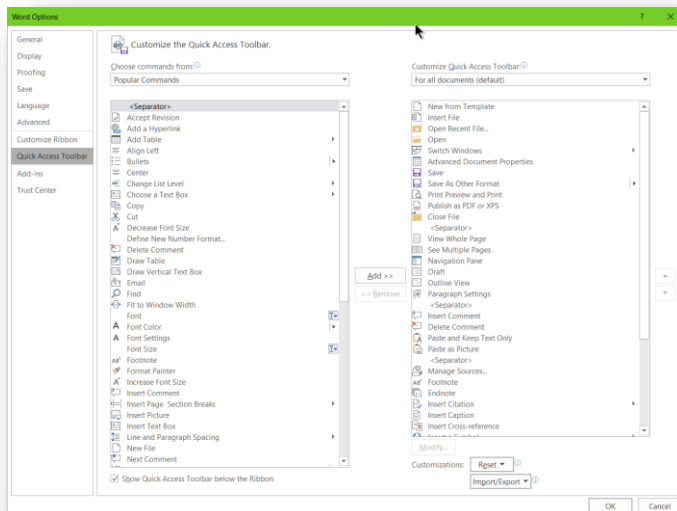 Word Options
?
General
Display
Proofing
Save
Language
Advanced
Customize Ribbon
Quick Access Toolbar
Add-ins
Trust Center
Customize the Quick Access Toolbar.
Choose commands from:
Popular Commands
<Separator>
Accept Revision
Add a Hyperlink
Add Table
Align Left
Bullets
Center
Change List Level
Choose a Text Box
Copy
Cut
Decrease Font Size
Define New Number Format...
Delete Comment
Draw Table
Draw Vertical Text Box
Email
Find
Fit to Window Width
Font
Font Color
Font Settings
Font Size
Footnote
Format Painter
Increase Font Size
Insert Comment
Insert Page Section Breaks
Insert Picture
Insert Text Box
Line and Paragraph Spacing
New File
Next Comment
Show Quick Access Toolbar below the Ribbon
Add >>
<< Remove
Customize Quick Access Toolbar:
For all documents (default)
New from Template
Insert File
Open Recent File...
Open
Switch Windows
Advanced Document Properties
Save
Save As Other Format
Print Preview and Print
Publish as PDF or XPS
Close File
<Separator>
View Whole Page
See Multiple Pages
Navigation Pane
Draft
Outline View
Paragraph Settings
<Separator>
Insert Comment
Delete Comment
Paste and Keep Text Only
Paste as Picture
<Separator>
Manage Sources...
Footnote
Endnote
Insert Citation
Insert Caption
Insert Cross-reference
Modify...
Customizations:
Reset
Import/Export
OK
Cancel